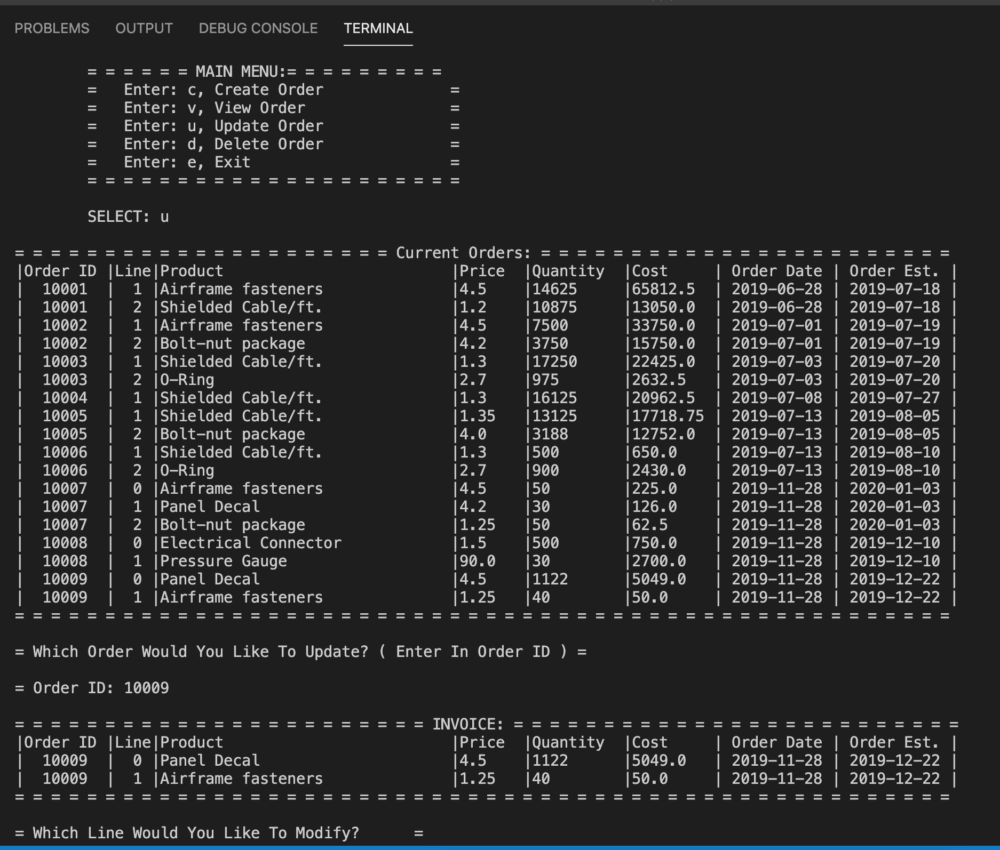 PROBLEMS OUTPUT DEBUG CONSOLE TERMINAL
= = = = = = MAIN MENU:= = = = = = = = =
=   Enter: c, Create Order              =
=   Enter: v, View Order                =
=   Enter: u, Update Order              =
=   Enter: d, Delete Order              =
=   Enter: e, Exit                      =
= = = = = = = = = = = = = = = = = = = = =
SELECT: u
= = = = = = = = = = = = = = = = = = = = = Current Orders: = = = = = = = = = = = = = = = = = = = = = = =
|Order ID |Line|Product                         |Price  |Quantity  |Cost     | Order Date | Order Est. |
|  10001  |  1 |Airframe fasteners              |4.5    |14625     |65812.5  | 2019-06-28 | 2019-07-18 |
|  10001  |  2 |Shielded Cable/ft.              |1.2    |10875     |13050.0  | 2019-06-28 | 2019-07-18 |
|  10002  |  1 |Airframe fasteners              |4.5    |7500      |33750.0  | 2019-07-01 | 2019-07-19 |
|  10002  |  2 |Bolt-nut package                |4.2    |3750      |15750.0  | 2019-07-01 | 2019-07-19 |
|  10003  |  1 |Shielded Cable/ft.              |1.3    |17250     |22425.0  | 2019-07-03 | 2019-07-20 |
|  10003  |  2 |O-Ring                          |2.7    |975       |2632.5   | 2019-07-03 | 2019-07-20 |
|  10004  |  1 |Shielded Cable/ft.              |1.3    |16125     |20962.5  | 2019-07-08 | 2019-07-27 |
|  10005  |  1 |Shielded Cable/ft.              |1.35   |13125     |17718.75 | 2019-07-13 | 2019-08-05 |
|  10005  |  2 |Bolt-nut package                |4.0    |3188      |12752.0  | 2019-07-13 | 2019-08-05 |
|  10006  |  1 |Shielded Cable/ft.              |1.3    |500       |650.0    | 2019-07-13 | 2019-08-10 |
|  10006  |  2 |O-Ring                          |2.7    |900       |2430.0   | 2019-07-13 | 2019-08-10 |
|  10007  |  0 |Airframe fasteners              |4.5    |50        |225.0    | 2019-11-28 | 2020-01-03 |
|  10007  |  1 |Panel Decal                     |4.2    |30        |126.0    | 2019-11-28 | 2020-01-03 |
|  10007  |  2 |Bolt-nut package                |1.25   |50        |62.5     | 2019-11-28 | 2020-01-03 |
|  10008  |  0 |Electrical Connector            |1.5    |500       |750.0    | 2019-11-28 | 2019-12-10 |
|  10008  |  1 |Pressure Gauge                  |90.0   |30        |2700.0   | 2019-11-28 | 2019-12-10 |
|  10009  |  0 |Panel Decal                     |4.5    |1122      |5049.0   | 2019-11-28 | 2019-12-22 |
|  10009  |  1 |Airframe fasteners              |1.25   |40        |50.0     | 2019-11-28 | 2019-12-22 |
= = = = = = = = = = = = = = = = = = = = = = = = = = = = = = = = = = = = = = = = = = = = = = = = = = = =
= Which Order Would You Like To Update? ( Enter In Order ID ) =
= Order ID: 10009
= = = = = = = = = = = = = = = = = = = = = = = INVOICE: = = = = = = = = = = = = = = = = = = = = = = = = =
|Order ID |Line|Product                         |Price  |Quantity  |Cost     | Order Date | Order Est. |
|  10009  |  0 |Panel Decal                     |4.5    |1122      |5049.0   | 2019-11-28 | 2019-12-22 |
|  10009  |  1 |Airframe fasteners              |1.25   |40        |50.0     | 2019-11-28 | 2019-12-22 |
= = = = = = = = = = = = = = = = = = = = = = = = = = = = = = = = = = = = = = = = = = = = = = = = = = = =
= Which Line Would You Like To Modify?      =